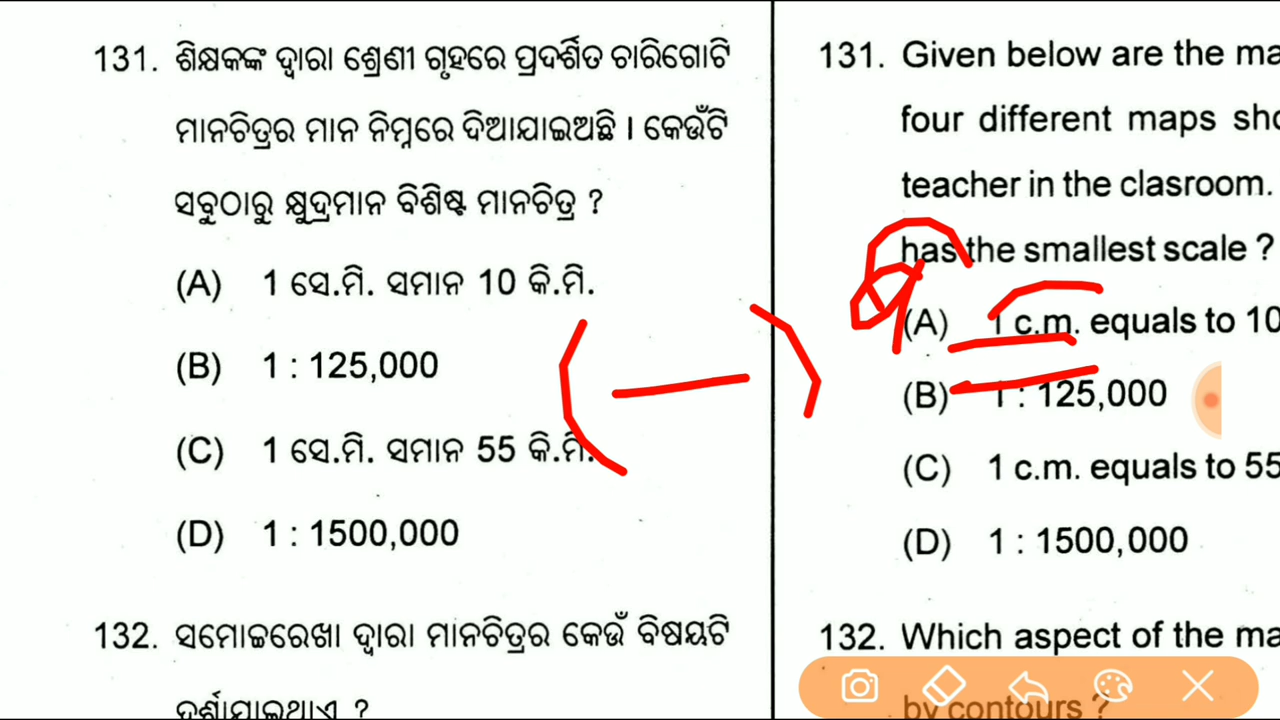 131. ଶିକ୍ଷକଙ୍କ ଦ୍ୱାରା ଶ୍ରେଣୀ ଗୃହରେ ପ୍ରଦର୍ଶିତ ଚାରିଗୋଟି
ମାନଚିତ୍ରର ମାନ ନିମ୍ନରେ ଦିଆଯାଇଅଛି । କେଉଁଟି
ସବୁଠାରୁ କ୍ଷୁଦ୍ରମାନ ବିଶିଷ୍ଟ ମାନଚିତ୍ର ?
(A) 1 ସେ.ମି. ସମାନ 10 କି.ମି.
(B) 1 : 125,000
(C) 1 ସେ.ମି. ସମାନ 55 କି.ମି.
(D) 1 : 1500,000
132. ସମୋଚ୍ଚରେଖା ଦ୍ୱାରା ମାନଚିତ୍ରର କେଉଁ ବିଷୟଟି
ଦର୍ଶାଯାଇଥାଏ ?
131. Given below are the ma
four different maps sho
teacher in the clasroom.
has the smallest scale ?
(A) 1 c.m. equals to 10
(B) 1 : 125,000
(C) 1 c.m. equals to 55
(D) 1 : 1500,000
132. Which aspect of the ma
by contours ?